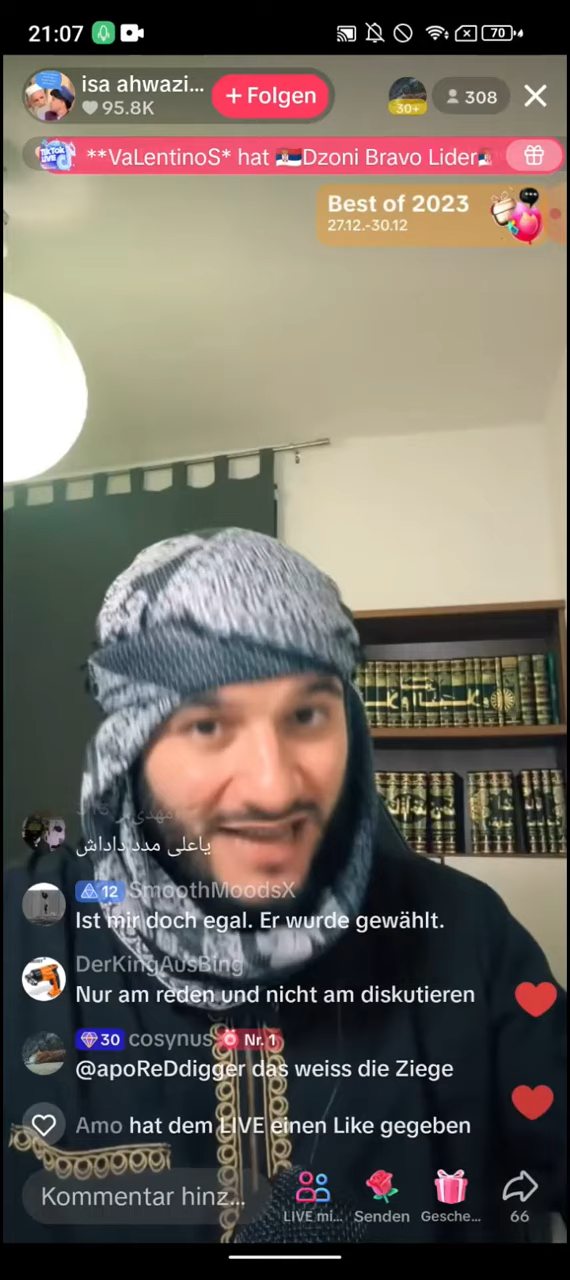 21:07
70
isa ahwazi...
95.8K
+ Folgen
30+
308
**VaLentinoS* hat 🇷🇸Dzoni Bravo Lider🇷🇸
Best of 2023
27.12.-30.12
ياعلى مدد داداش
12 SmoothMoodsX
Ist mir doch egal. Er wurde gewählt.
DerKingAusBing
Nur am reden und nicht am diskutieren
30 cosynus Nr. 1
@apoReDdigger das weiss die Ziege
Amo hat dem LIVE einen Like gegeben
Kommentar hinz...
LIVE mi...
Senden
Gesche...
66